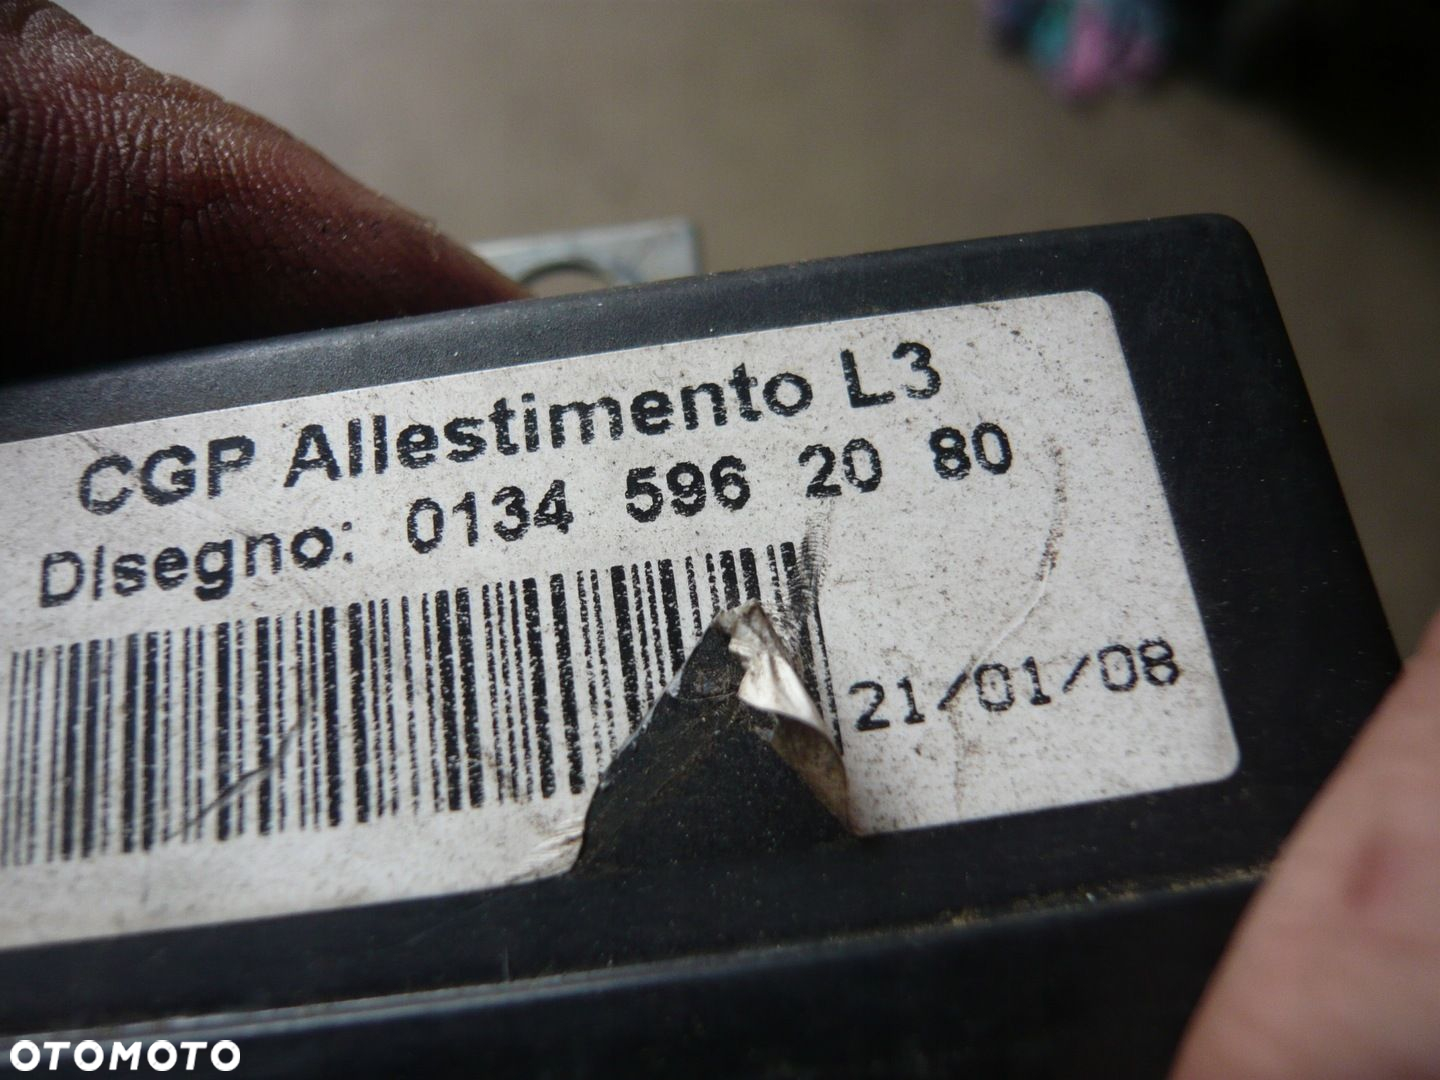 CGP Allestimento L3
Disegno: 0134 596 20 80
21/01/08
OTOMOTO